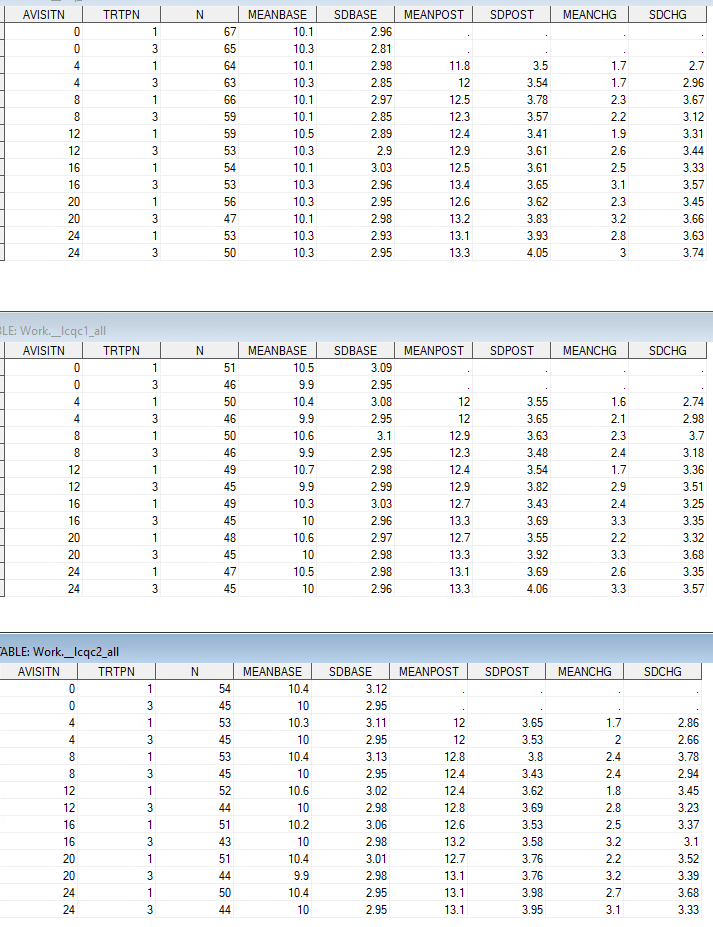 AVISITN TRTPN N MEANBASE SDBASE MEANPOST SDPOST MEANCHG SDCHG
0 1 67 10.1 2.96 . . . .
0 3 65 10.3 2.81 . . . .
4 1 64 10.1 2.98 11.8 3.5 1.7 2.7
4 3 63 10.3 2.85 12 3.54 1.7 2.96
8 1 66 10.1 2.97 12.5 3.78 2.3 3.67
8 3 59 10.1 2.85 12.3 3.57 2.2 3.12
12 1 59 10.5 2.89 12.4 3.41 1.9 3.31
12 3 53 10.3 2.9 12.9 3.61 2.6 3.44
16 1 54 10.1 3.03 12.5 3.61 2.5 3.33
16 3 53 10.3 2.96 13.4 3.65 3.1 3.57
20 1 56 10.3 2.95 12.6 3.62 2.3 3.45
20 3 47 10.1 2.98 13.2 3.83 3.2 3.66
24 1 53 10.3 2.93 13.1 3.93 2.8 3.63
24 3 50 10.3 2.95 13.3 4.05 3 3.74
BLE: Work.__lcqc1_all
AVISITN TRTPN N MEANBASE SDBASE MEANPOST SDPOST MEANCHG SDCHG
0 1 51 10.5 3.09 . . . .
0 3 46 9.9 2.95 . . . .
4 1 50 10.4 3.08 12 3.55 1.6 2.74
4 3 46 9.9 2.95 12 3.65 2.1 2.98
8 1 50 10.6 3.1 12.9 3.63 2.3 3.7
8 3 46 9.9 2.95 12.3 3.48 2.4 3.18
12 1 49 10.7 2.98 12.4 3.54 1.7 3.36
12 3 45 9.9 2.99 12.9 3.82 2.9 3.51
16 1 49 10.3 3.03 12.7 3.43 2.4 3.25
16 3 45 10 2.96 13.3 3.69 3.3 3.35
20 1 48 10.6 2.97 12.7 3.55 2.2 3.32
20 3 45 10 2.98 13.3 3.92 3.3 3.68
24 1 47 10.5 2.98 13.1 3.69 2.6 3.35
24 3 45 10 2.96 13.3 4.06 3.3 3.57
TABLE: Work.__lcqc2_all
AVISITN TRTPN N MEANBASE SDBASE MEANPOST SDPOST MEANCHG SDCHG
0 1 54 10.4 3.12 . . . .
0 3 45 10 2.95 . . . .
4 1 53 10.3 3.11 12 3.65 1.7 2.86
4 3 45 10 2.95 12 3.53 2 2.66
8 1 53 10.4 3.13 12.8 3.8 2.4 3.78
8 3 45 10 2.95 12.4 3.43 2.4 2.94
12 1 52 10.6 3.02 12.4 3.62 1.8 3.45
12 3 44 10 2.98 12.8 3.69 2.8 3.23
16 1 51 10.2 3.06 12.6 3.53 2.5 3.37
16 3 43 10 2.98 13.2 3.58 3.2 3.1
20 1 51 10.4 3.01 12.7 3.76 2.2 3.52
20 3 44 9.9 2.98 13.1 3.76 3.2 3.39
24 1 50 10.4 2.95 13.1 3.98 2.7 3.68
24 3 44 10 2.95 13.1 3.95 3.1 3.33